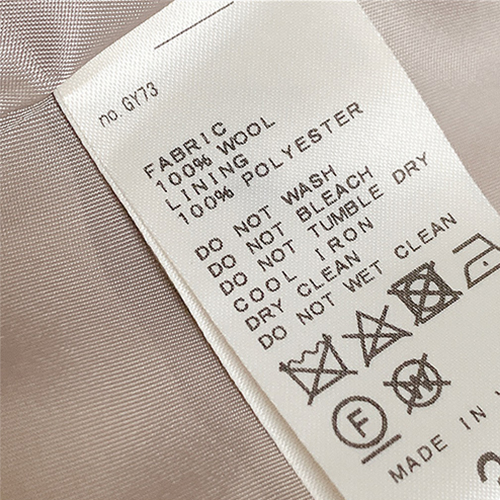 no. GY73
FABRIC
100% WOOL
LINING
100% POLYESTER
DO NOT WASH
DO NOT BLEACH
DO NOT TUMBLE DRY
COOL IRON
DRY CLEAN
DO NOT WET CLEAN
F
W
MADE IN